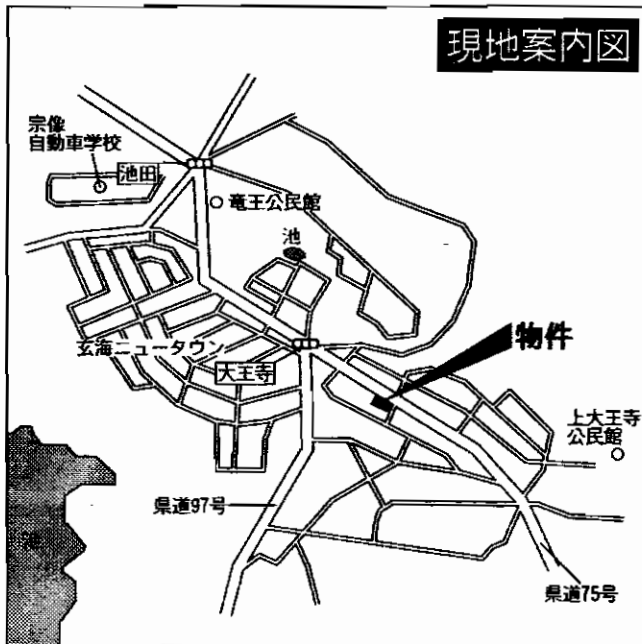 現地案内図
宗像
自動車学校
池田
竜王公民館
池
玄海ニュータウン
大王寺
物件
上大王寺
公民館
県道97号
県道75号